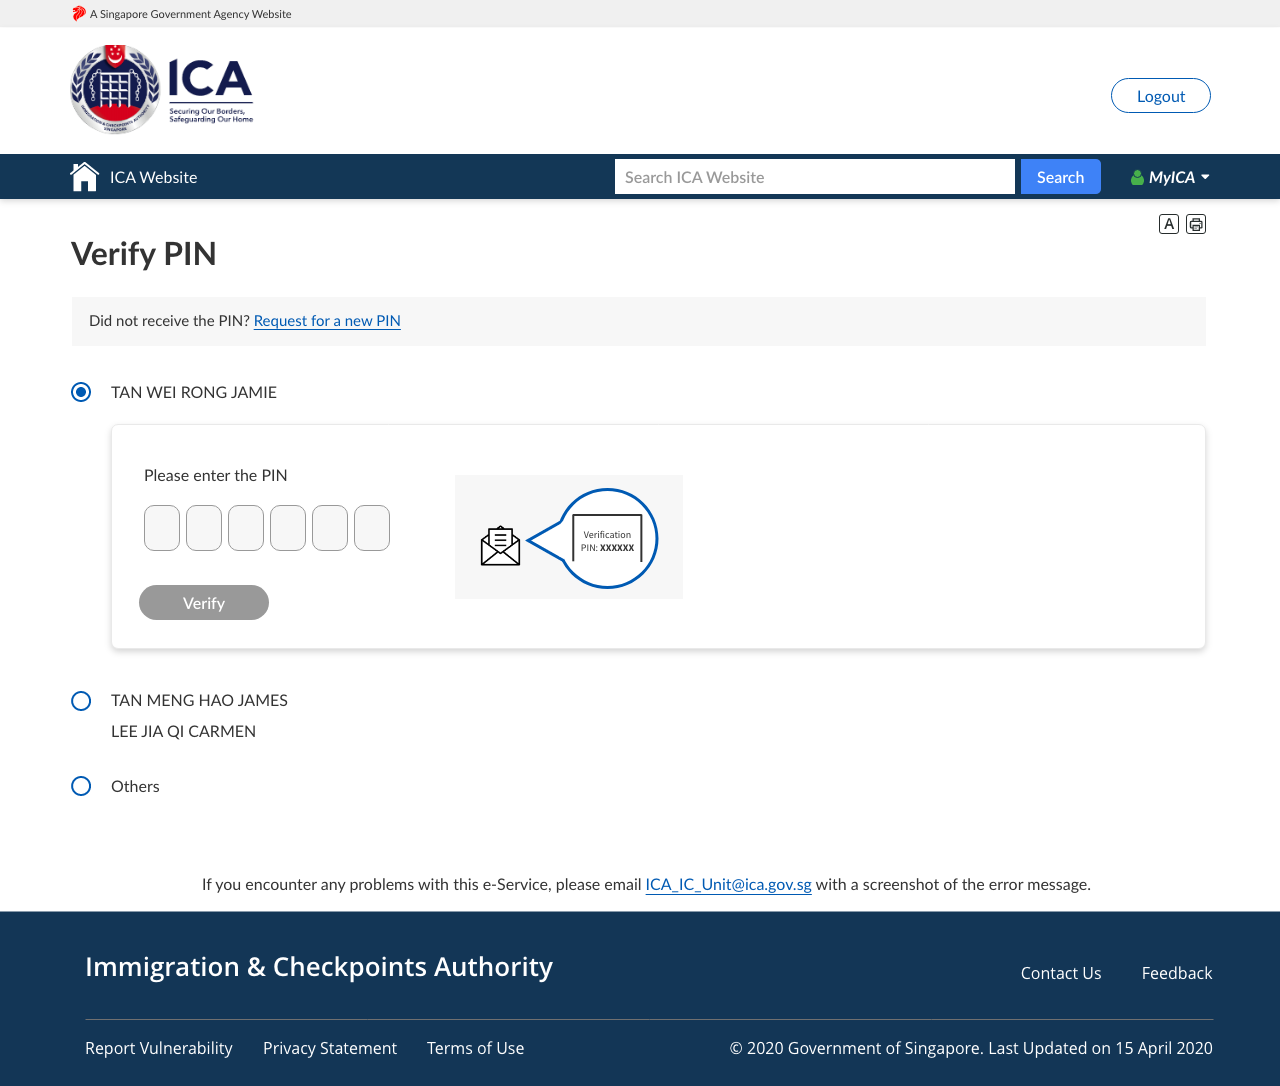 A Singapore Government Agency Website
IMMIGRATION & CHECKPOINTS AUTHORITY
SINGAPORE
ICA
Securing Our Borders,
Safeguarding Our Home
Logout
ICA Website
Search ICA Website
Search
MyICA
A
Verify PIN
Did not receive the PIN? Request for a new PIN
TAN WEI RONG JAMIE
Please enter the PIN
Verification
PIN: XXXXXX
Verify
TAN MENG HAO JAMES
LEE JIA QI CARMEN
Others
If you encounter any problems with this e-Service, please email ICA_IC_Unit@ica.gov.sg with a screenshot of the error message.
Immigration & Checkpoints Authority
Contact Us Feedback
Report Vulnerability Privacy Statement Terms of Use © 2020 Government of Singapore. Last Updated on 15 April 2020